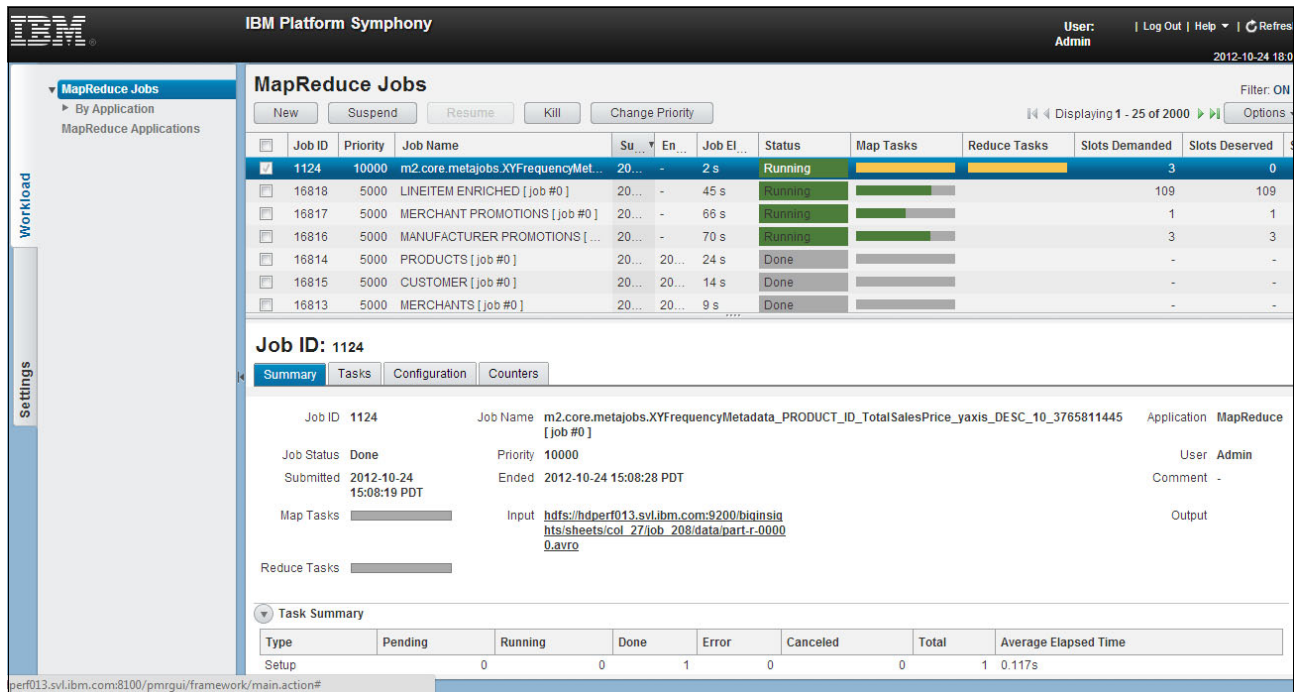 IBM
IBM Platform Symphony
User: Admin
| Log Out | Help | Refres
2012-10-24 18:0
Workload
Settings
MapReduce Jobs
By Application
MapReduce Applications
MapReduce Jobs
Filter: ON
New Suspend Resume Kill Change Priority Displaying 1 - 25 of 2000 Options
Job ID Priority Job Name Su... En... Job El... Status Map Tasks Reduce Tasks Slots Demanded Slots Deserved
1124 10000 m2.core.metajobs.XYFrequencyMet... 20... - 2 s Running 3 0
16818 5000 LINEITEM ENRICHED [ job #0 ] 20... - 45 s Running 109 109
16817 5000 MERCHANT PROMOTIONS [ job #0 ] 20... - 66 s Running 1 1
16816 5000 MANUFACTURER PROMOTIONS [ ... 20... - 70 s Running 3 3
16814 5000 PRODUCTS [ job #0 ] 20... 20... 24 s Done - -
16815 5000 CUSTOMER [ job #0 ] 20... 20... 14 s Done - -
16813 5000 MERCHANTS [ job #0 ] 20... 20... 9 s Done - -
Job ID: 1124
Summary Tasks Configuration Counters
Job ID 1124 Job Name m2.core.metajobs.XYFrequencyMetadata_PRODUCT_ID_TotalSalesPrice_yaxis_DESC_10_3765811445 Application MapReduce
[ job #0 ]
Job Status Done Priority 10000 User Admin
Submitted 2012-10-24 Ended 2012-10-24 15:08:28 PDT Comment -
15:08:19 PDT
Map Tasks Input hdfs://hdperf013.svl.ibm.com:9200/biginsig Output
hts/sheets/col_27/job_208/data/part-r-0000
0.avro
Reduce Tasks
Task Summary
Type Pending Running Done Error Canceled Total Average Elapsed Time
Setup 0 0 1 0 0 1 0.117s
perf013.svl.ibm.com:8100/pmrgui/framework/main.action#